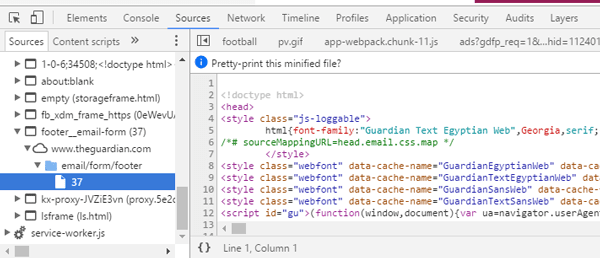 Elements Console Sources Network Timeline Profiles Application Security Audits Layers
Sources Content scripts
football pv.gif app-webpack.chunk-11.js ads?gdfp_req=1&…hid=112401
Pretty-print this minified file?
1-0-6;34508;<!doctype html>
about:blank
empty (storageframe.html)
fb_xdm_frame_https (0eWevU
footer__email-form (37)
www.theguardian.com
email/form/footer
37
kx-proxy-JVZiE3vn (proxy.5e2c
lsframe (ls.html)
service-worker.js
1
2 <!doctype html>
3 <head>
4 <style class="js-loggable">
5 html{font-family:"Guardian Text Egyptian Web",Georgia,serif;
6 /*# sourceMappingURL=head.email.css.map */
7 </style>
8 <style class="webfont" data-cache-name="GuardianEgyptianWeb" data-ca
9 <style class="webfont" data-cache-name="GuardianTextEgyptianWeb" dat
10 <style class="webfont" data-cache-name="GuardianSansWeb" data-cache-
11 <style class="webfont" data-cache-name="GuardianTextSansWeb" data-ca
12 <script id="gu">(function(window,document){var ua=navigator.userAgen
13
{} Line 1, Column 1